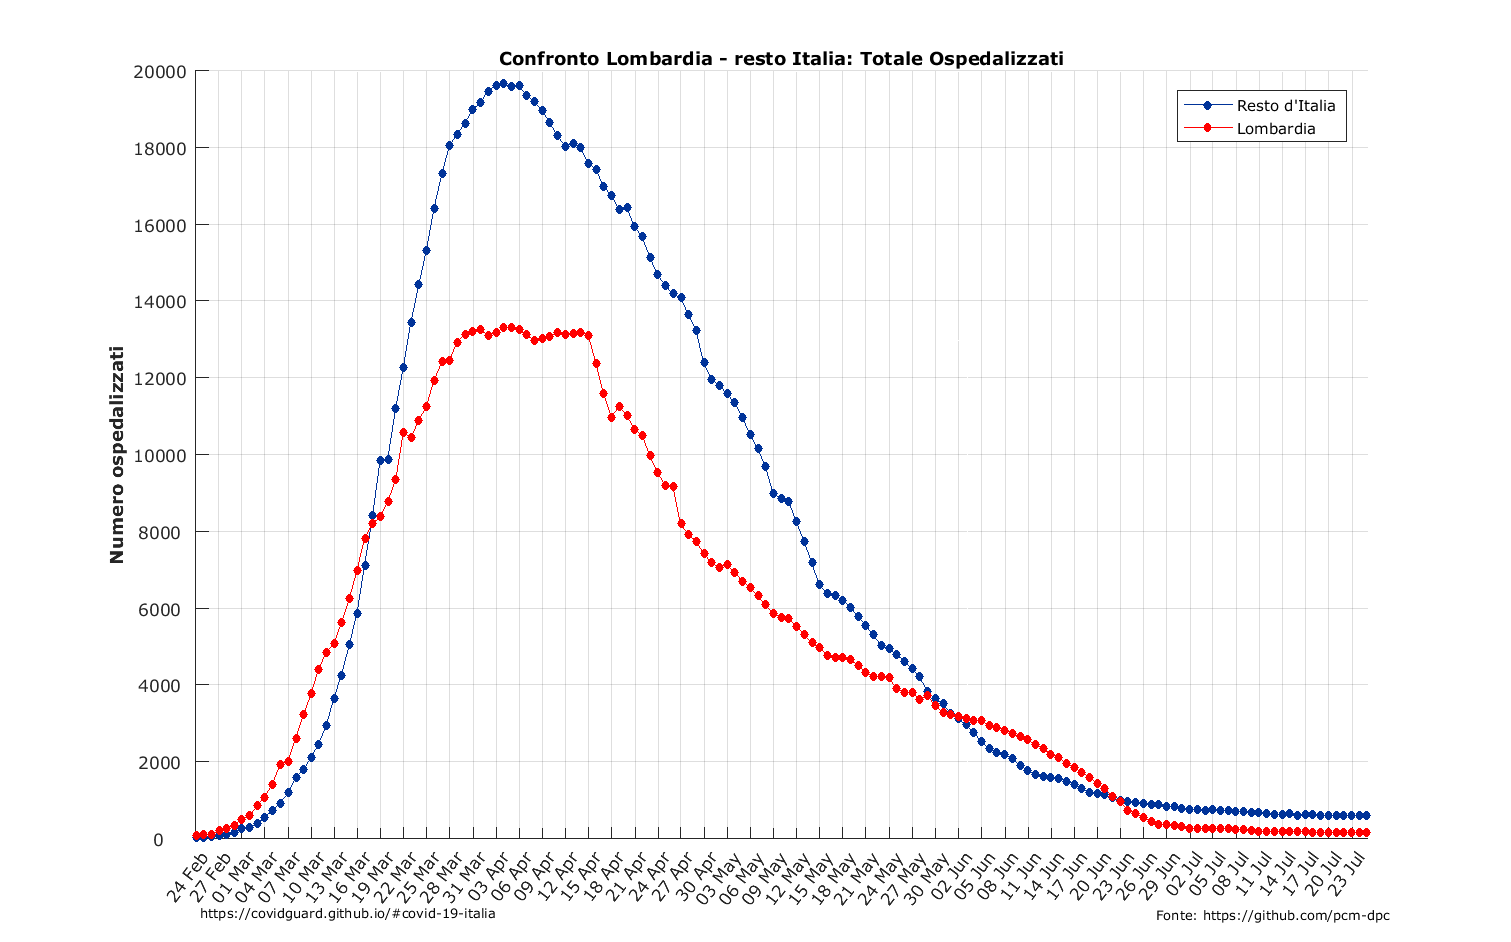 Confronto Lombardia - resto Italia: Totale Ospedalizzati
Resto d'Italia
Lombardia
Numero ospedalizzati
20000
18000
16000
14000
12000
10000
8000
6000
4000
2000
0
24 Feb
27 Feb
01 Mar
04 Mar
07 Mar
10 Mar
13 Mar
16 Mar
19 Mar
22 Mar
25 Mar
28 Mar
31 Mar
03 Apr
06 Apr
09 Apr
12 Apr
15 Apr
18 Apr
21 Apr
24 Apr
27 Apr
30 Apr
03 May
06 May
09 May
12 May
15 May
18 May
21 May
24 May
27 May
30 May
02 Jun
05 Jun
08 Jun
11 Jun
14 Jun
17 Jun
20 Jun
23 Jun
26 Jun
29 Jun
02 Jul
05 Jul
08 Jul
11 Jul
14 Jul
17 Jul
20 Jul
23 Jul
https://covidguard.github.io/#covid-19-italia
Fonte: https://github.com/pcm-dpc